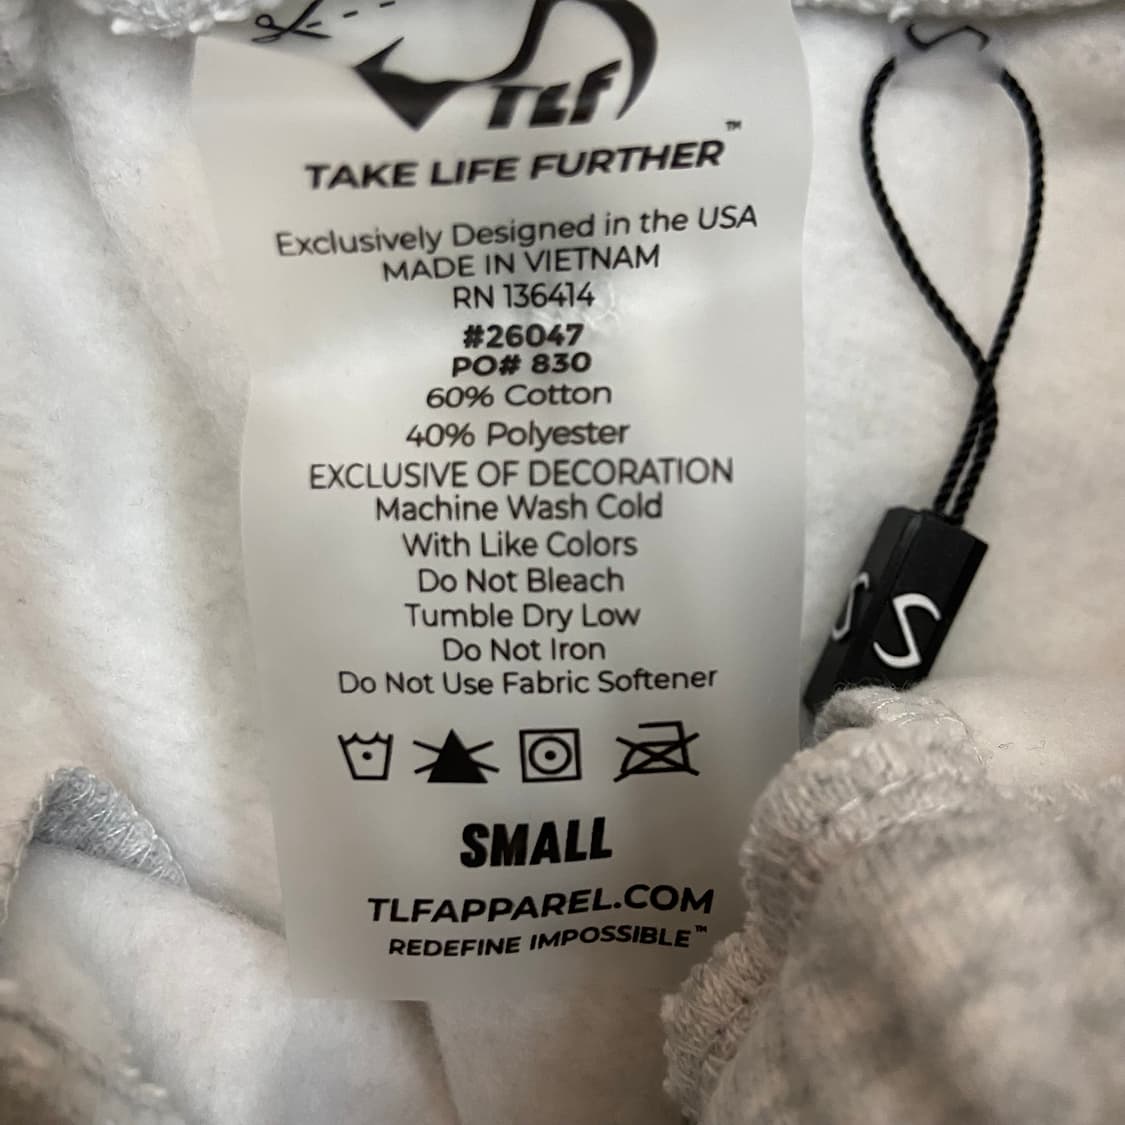 TLF
TAKE LIFE FURTHER™
Exclusively Designed in the USA
MADE IN VIETNAM
RN 136414
#26047
PO# 830
60% Cotton
40% Polyester
EXCLUSIVE OF DECORATION
Machine Wash Cold
With Like Colors
Do Not Bleach
Tumble Dry Low
Do Not Iron
Do Not Use Fabric Softener
SMALL
TLFAPPAREL.COM
REDEFINE IMPOSSIBLE™
S